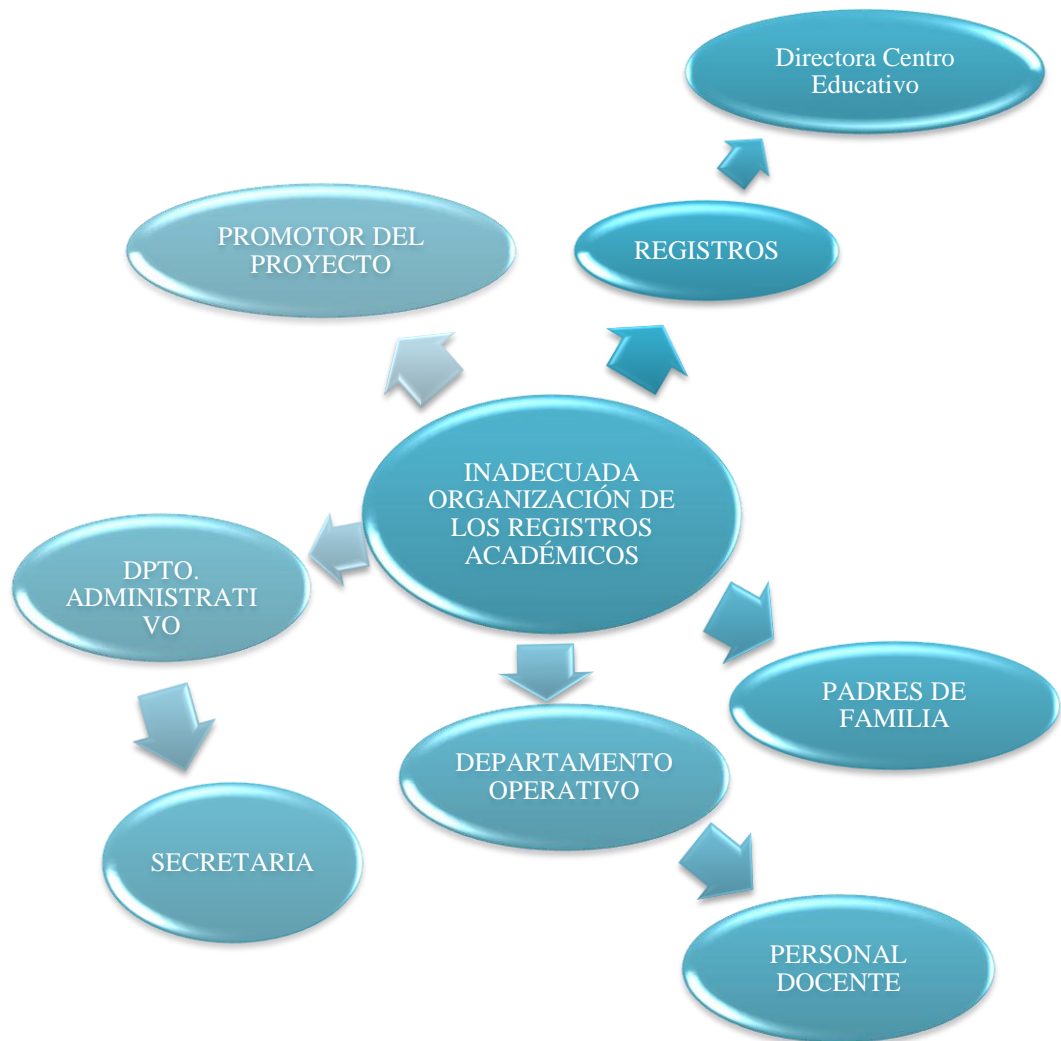 Directora Centro
Educativo
PROMOTOR DEL
PROYECTO
REGISTROS
INADECUADA
ORGANIZACIÓN DE
LOS REGISTROS
ACADÉMICOS
DPTO.
ADMINISTRATI
VO
PADRES DE
FAMILIA
DEPARTAMENTO
OPERATIVO
SECRETARIA
PERSONAL
DOCENTE